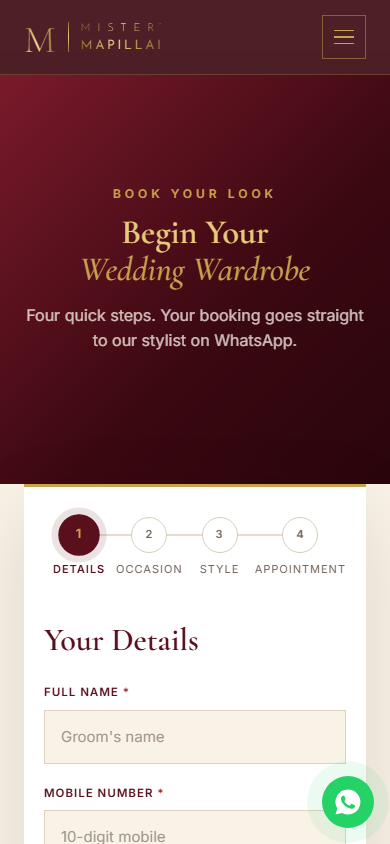 M
MISTER
MAPILLAI
BOOK YOUR LOOK
Begin Your
Wedding Wardrobe
Four quick steps. Your booking goes straight
to our stylist on WhatsApp.
1
2
3
4
DETAILS
OCCASION
STYLE
APPOINTMENT
Your Details
FULL NAME *
Groom's name
MOBILE NUMBER *
10-digit mobile